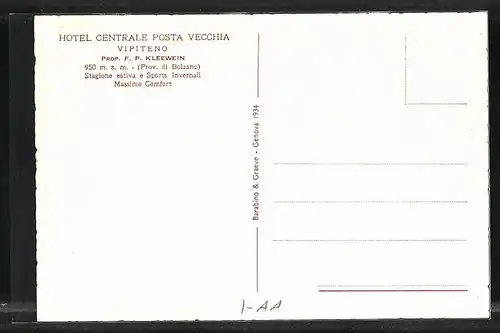 HOTEL CENTRALE POSTA VECCHIA
VIPITENO
PROP. F. P. KLEEWEIN
950 m. s. m. - (Prov. di Bolzano)
Stagione estiva e Sports Invernali
Massimo Comfort
Barabino & Graeve - Genova 1934
1-AA